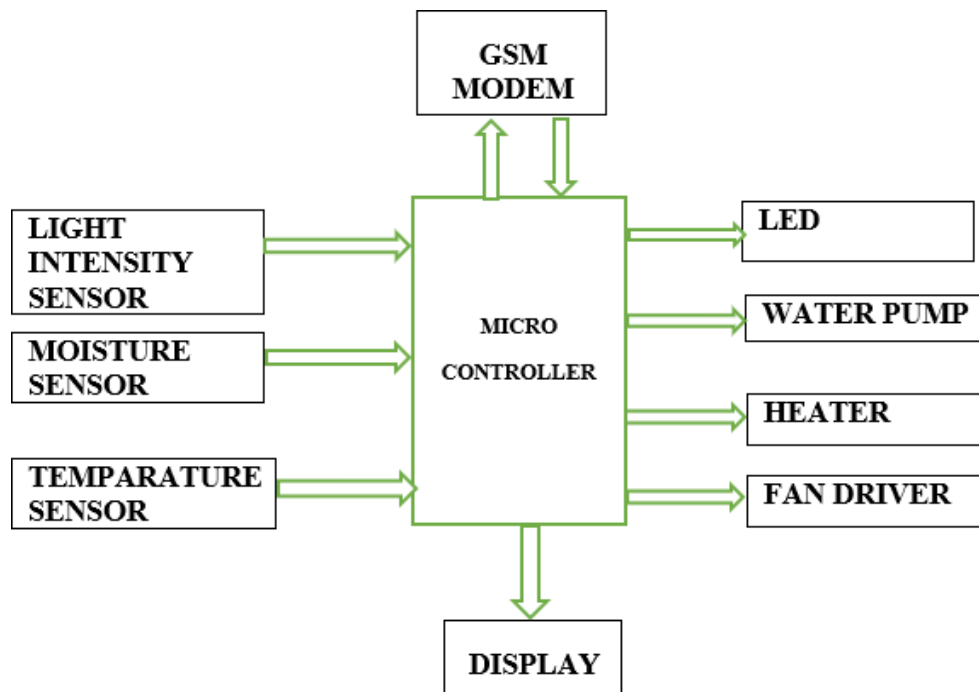 GSM
MODEM
LIGHT
INTENSITY
SENSOR
MOISTURE
SENSOR
TEMPARATURE
SENSOR
MICRO
CONTROLLER
LED
WATER PUMP
HEATER
FAN DRIVER
DISPLAY